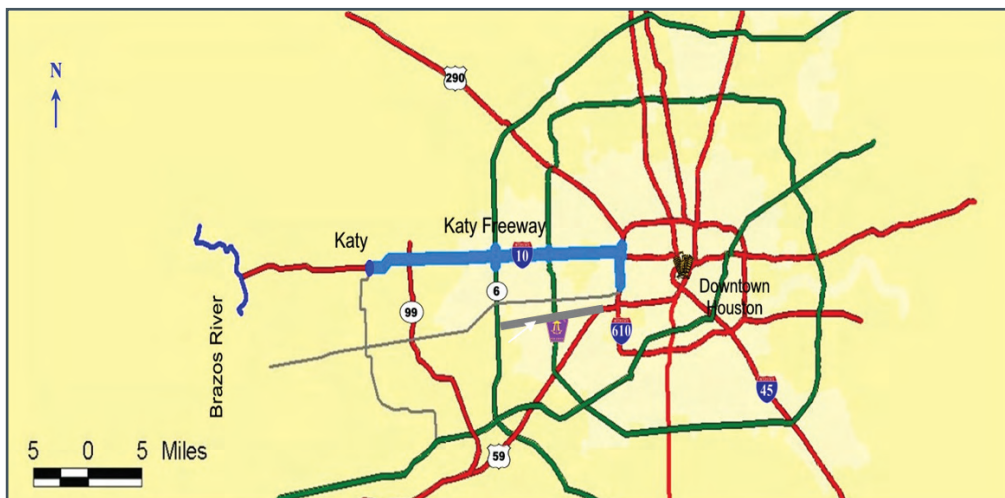 N
290
Katy Freeway
Katy
10
6
Downtown
Houston
99
610
Brazos River
45
59
5 0 5 Miles